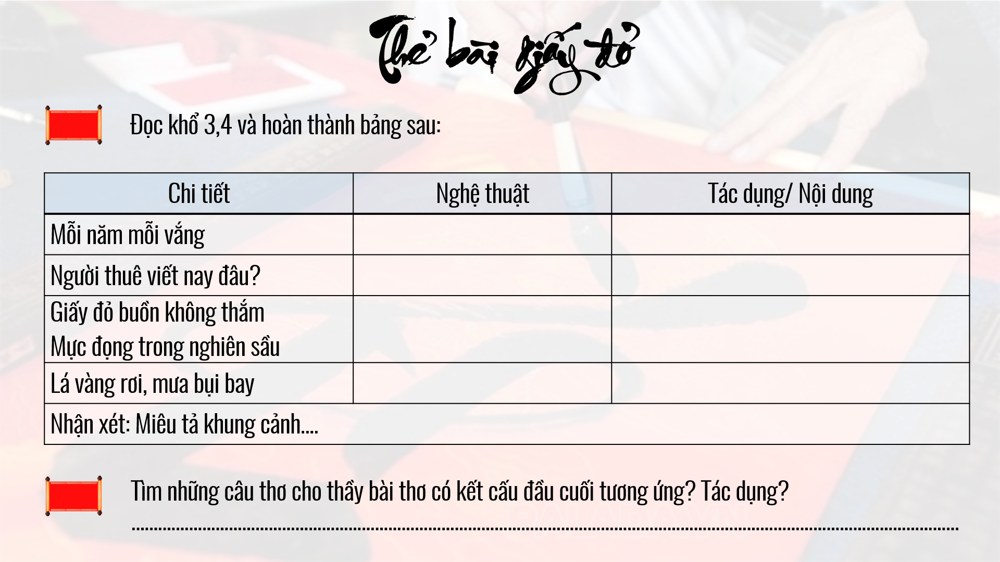 Thẻ bài giấy đỏ
Đọc khổ 3,4 và hoàn thành bảng sau:
Chi tiết
Nghệ thuật
Tác dụng/ Nội dung
Mỗi năm mỗi vắng
Người thuê viết nay đâu?
Giấy đỏ buồn không thắm
Mực đọng trong nghiên sầu
Lá vàng rơi, mưa bụi bay
Nhận xét: Miêu tả khung cảnh....
Tìm những câu thơ cho thầy bài thơ có kết cấu đầu cuối tương ứng? Tác dụng?